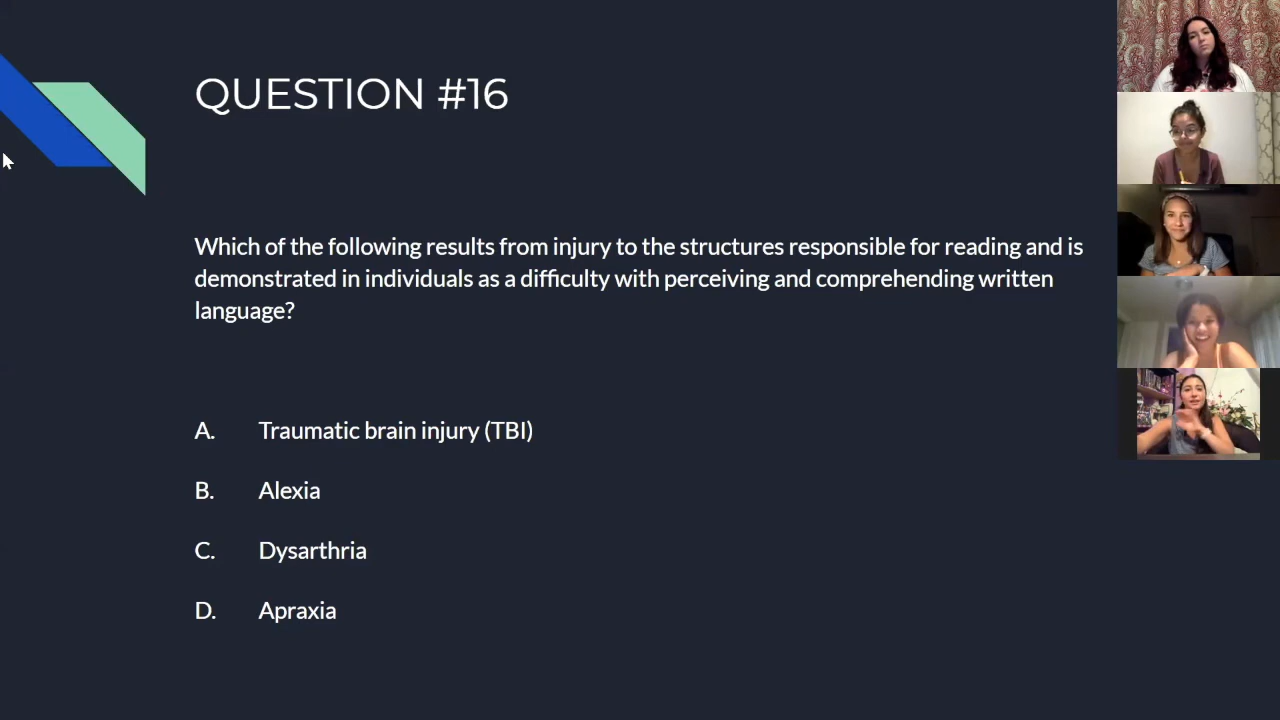 QUESTION #16
Which of the following results from injury to the structures responsible for reading and is
demonstrated in individuals as a difficulty with perceiving and comprehending written
language?
A. Traumatic brain injury (TBI)
B. Alexia
C. Dysarthria
D. Apraxia